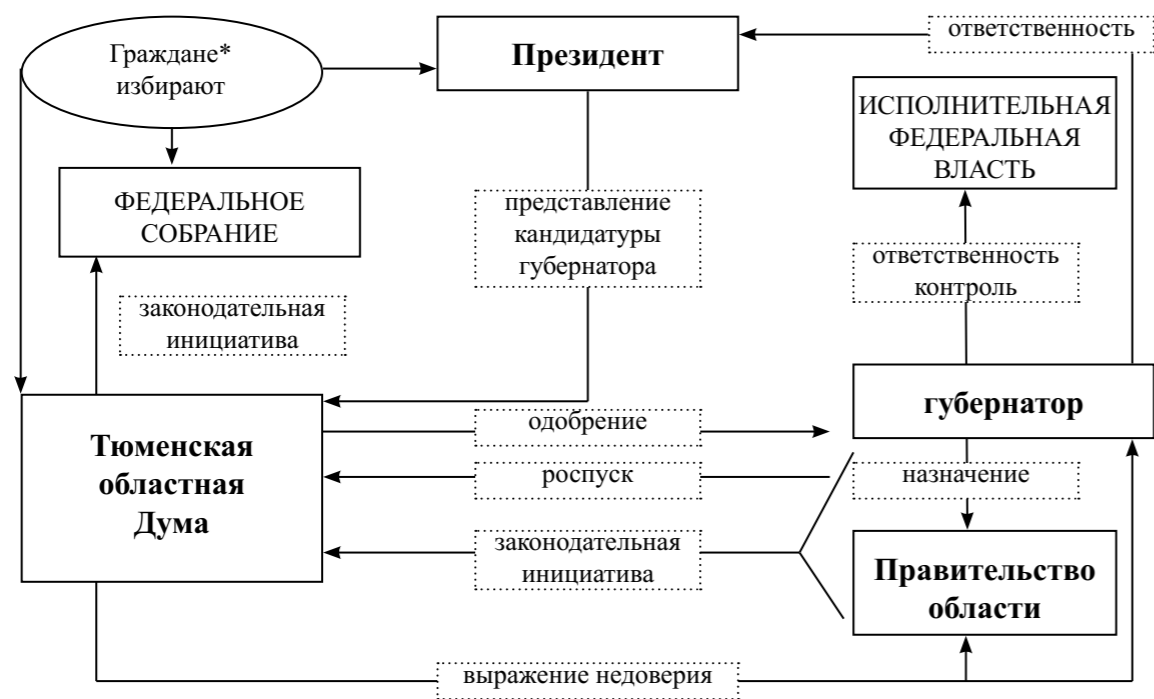 Граждане*
избирают
Президент
ответственность
ИСПОЛНИТЕЛЬНАЯ
ФЕДЕРАЛЬНАЯ
ВЛАСТЬ
ФЕДЕРАЛЬНОЕ
СОБРАНИЕ
представление
кандидатуры
губернатора
ответственность
контроль
законодательная
инициатива
Тюменская
областная
Дума
губернатор
одобрение
роспуск
назначение
законодательная
инициатива
Правительство
области
выражение недоверия